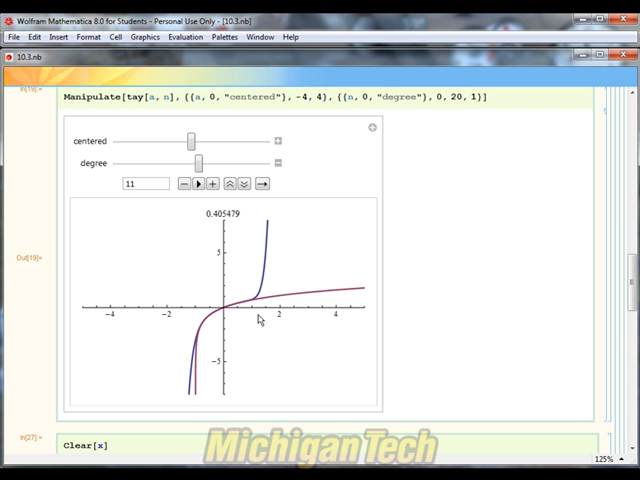 Wolfram Mathematica 8.0 for Students - Personal Use Only - [10.3.nb]
File Edit Insert Format Cell Graphics Evaluation Palettes Window Help
10.3.nb
In[19]:=
Manipulate[tay[a, n], {{a, 0, "centered"}, -4, 4}, {{n, 0, "degree"}, 0, 20, 1}]
centered
degree
11
0.405479
5
Out[19]=
-4 -2 2 4
-5
In[27]:=
Clear[x]
MichiganTech
125%